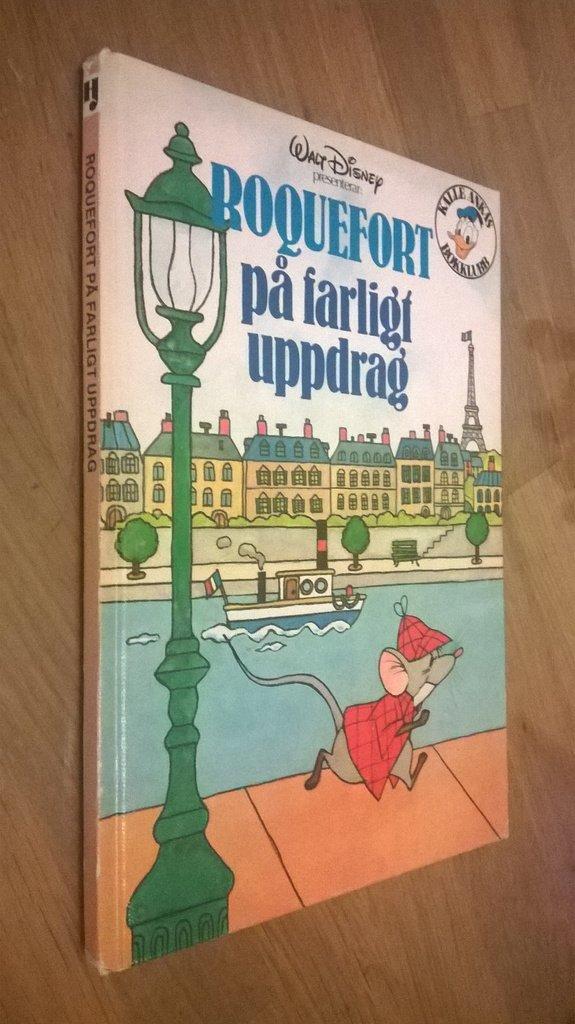 WALT DISNEY
presenterar:
ROQUEFORT
på farligt
uppdrag
KALLE ANKAS
BOKKLUBB
H.
ROQUEFORT PÅ FARLIGT UPPDRAG